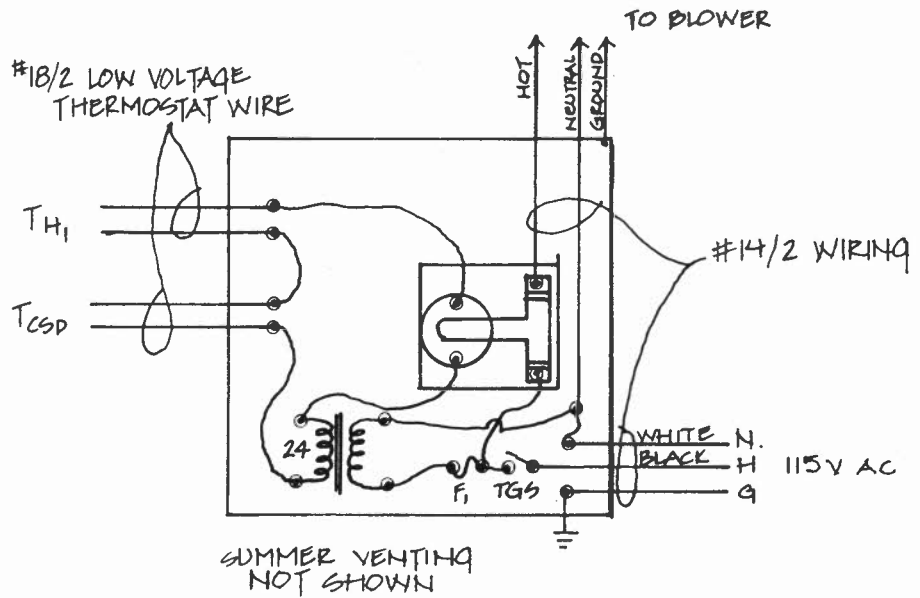 TO BLOWER
#18/2 LOW VOLTAGE
THERMOSTAT WIRE
HOT
NEUTRAL
GROUND
TH1
#14/2 WIRING
TCSD
24
F1
TGS
WHITE
BLACK
N.
H
G
115V AC
SUMMER VENTING
NOT SHOWN